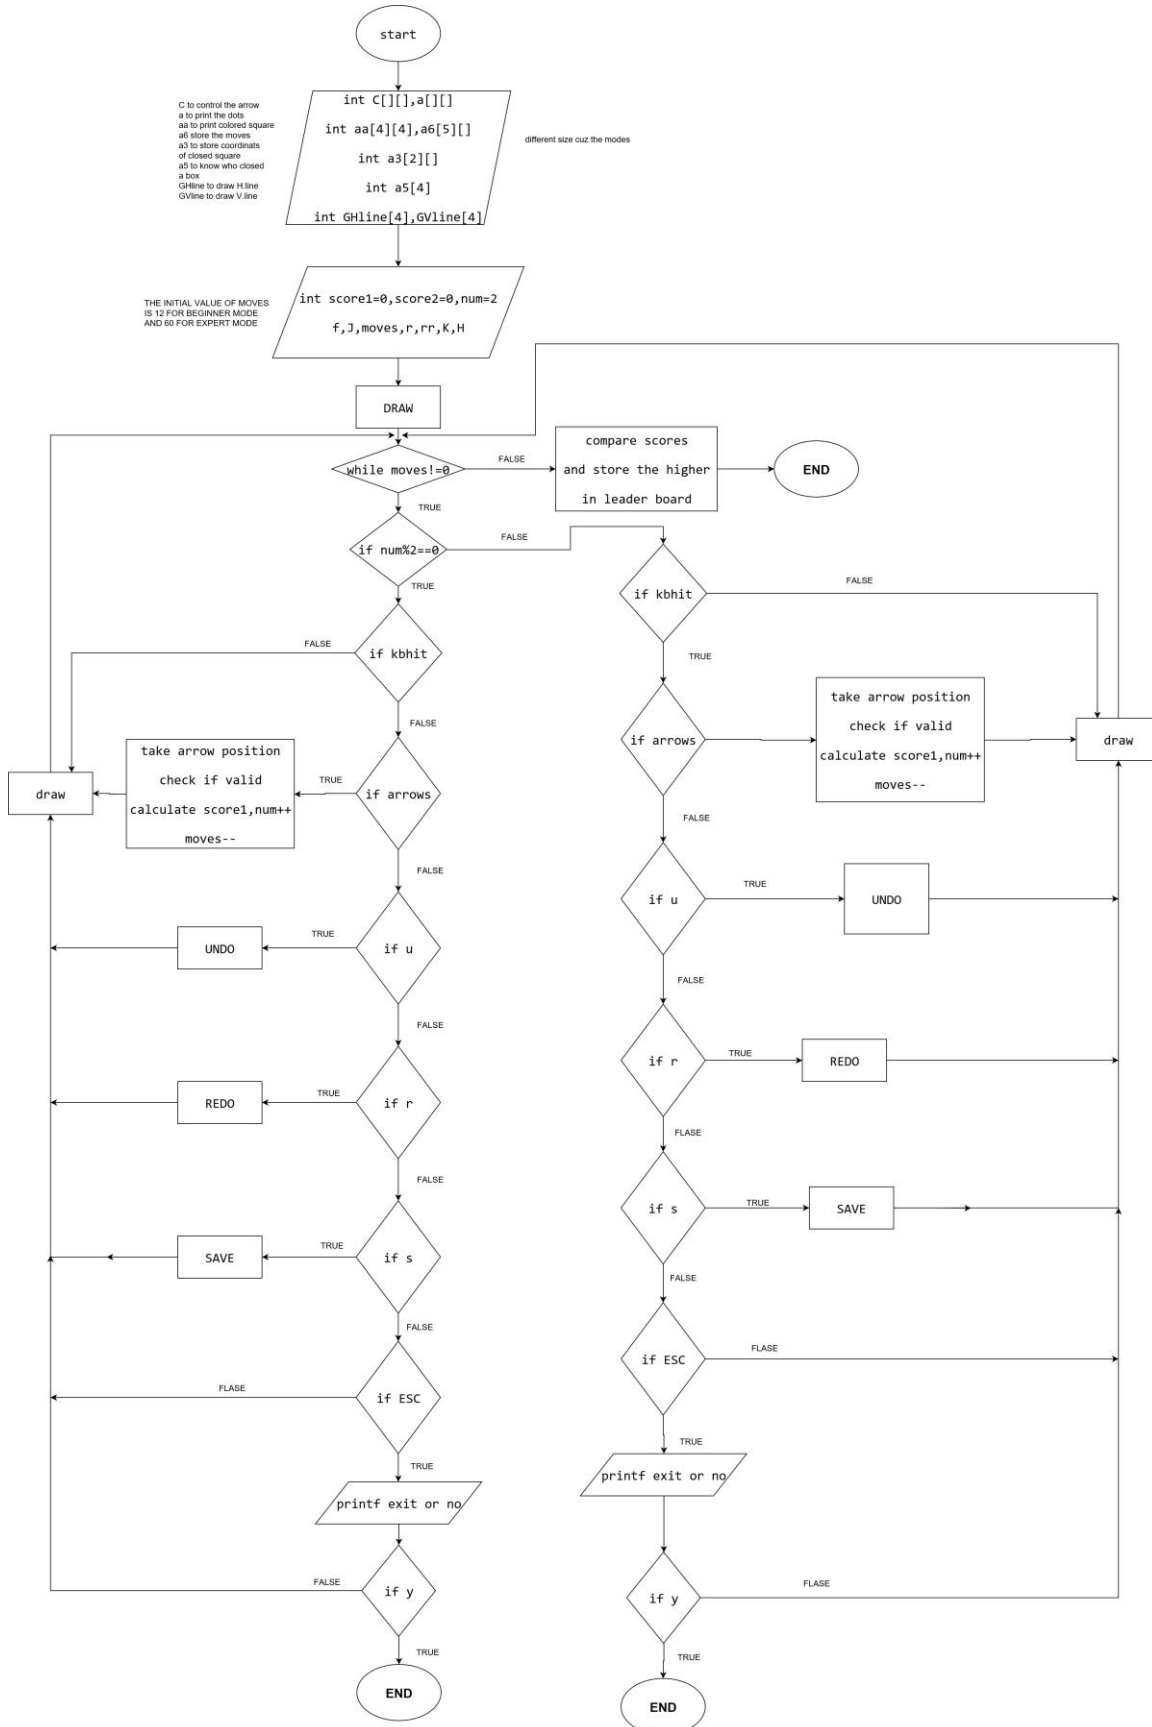 start
C to control the arrow
a to print the dots
aa to print colored square
a6 store the moves
a3 to store coordinats
of closed square
a5 to know who closed
a box
GHline to draw H.line
GVline to draw V.line
int C[][],a[][]
int aa[4][4],a6[5][]
int a3[2][]
int a5[4]
int GHline[4],GVline[4]
different size cuz the modes
THE INITIAL VALUE OF MOVES
IS 12 FOR BEGINNER MODE
AND 60 FOR EXPERT MODE
int score1=0,score2=0,num=2
f,J,moves,r,rr,K,H
DRAW
while moves!=0
FALSE
compare scores
and store the higher
in leader board
END
TRUE
if num%2==0
FALSE
TRUE
if kbhit
FALSE
FALSE
if arrows
TRUE
take arrow position
check if valid
calculate score1,num++
moves--
draw
FALSE
if u
TRUE
UNDO
FALSE
if r
TRUE
REDO
FALSE
if s
TRUE
SAVE
FALSE
if ESC
FLASE
TRUE
printf exit or no
if y
FALSE
TRUE
END
if kbhit
FALSE
TRUE
if arrows
take arrow position
check if valid
calculate score1,num++
moves--
draw
FALSE
if u
TRUE
UNDO
FALSE
if r
TRUE
REDO
FLASE
if s
TRUE
SAVE
FALSE
if ESC
FLASE
TRUE
printf exit or no
if y
FLASE
TRUE
END